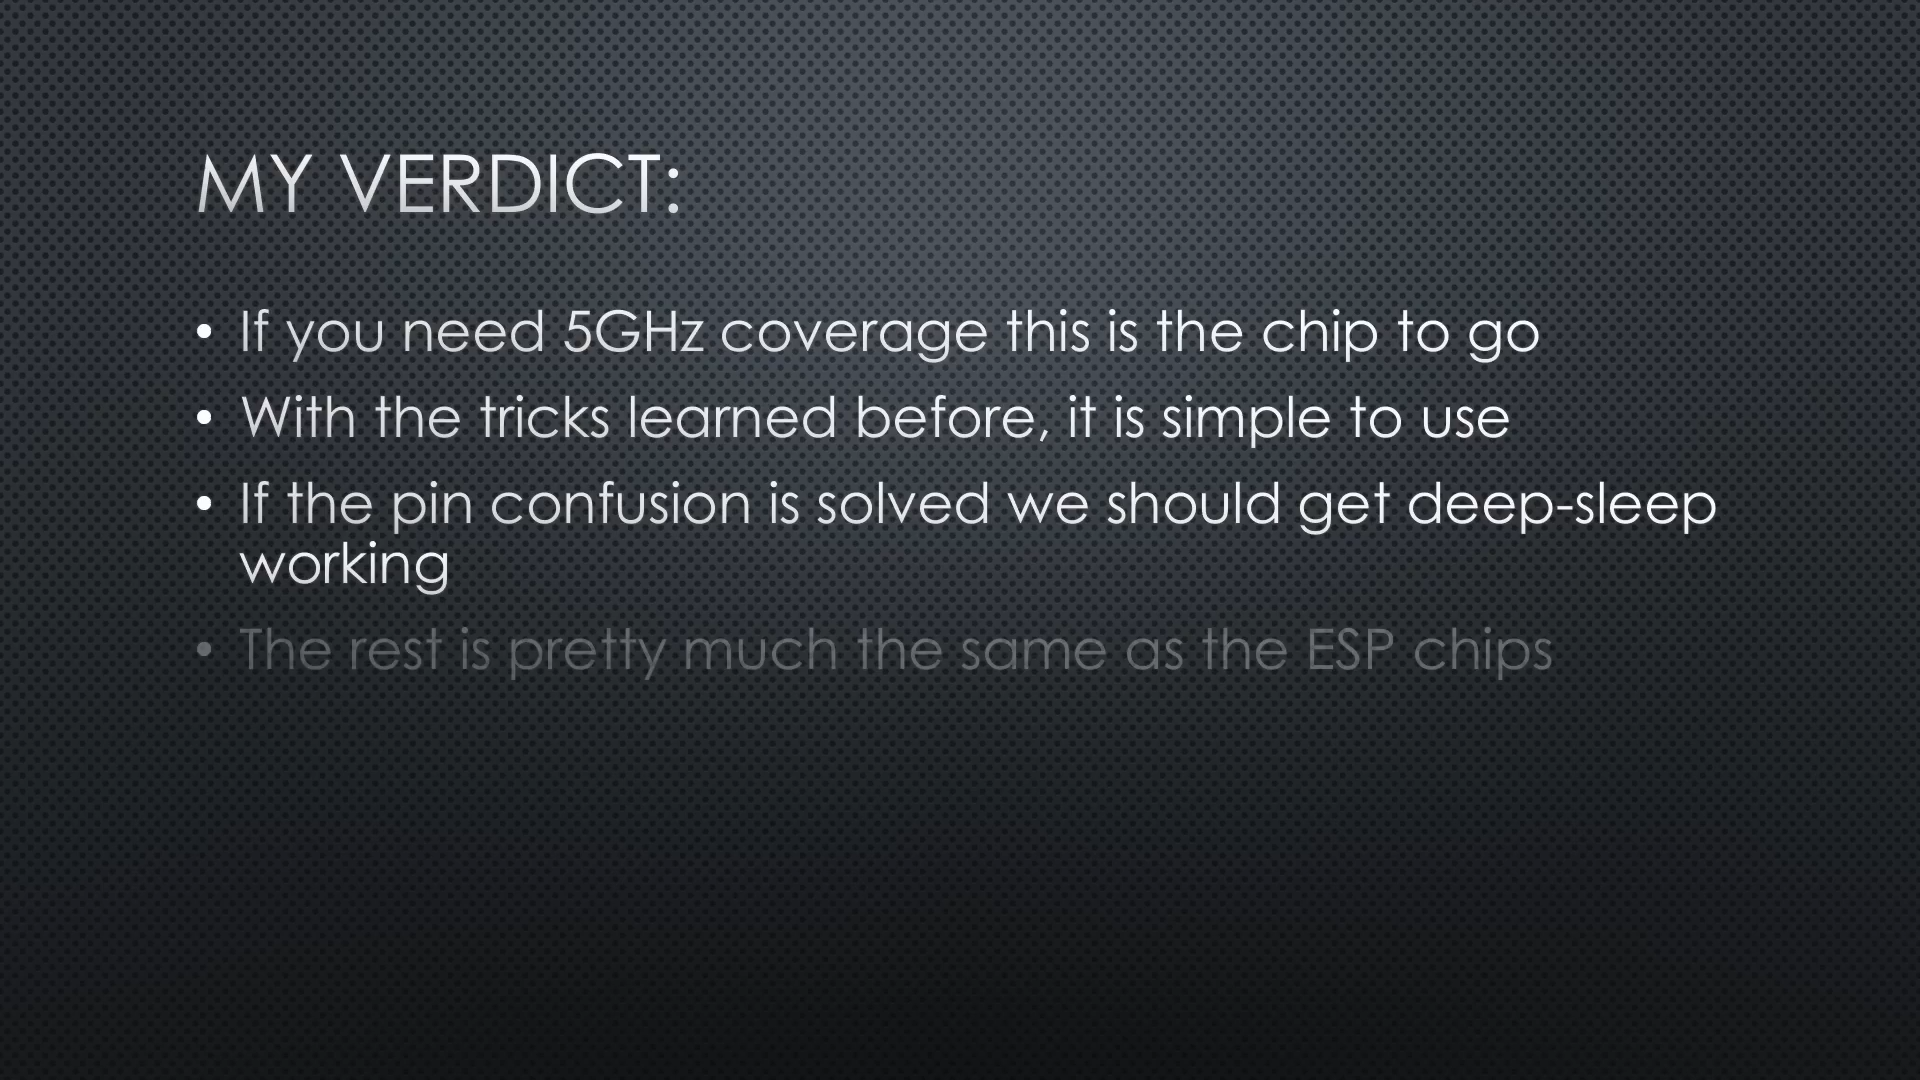 MY VERDICT:
• If you need 5GHz coverage this is the chip to go
• With the tricks learned before, it is simple to use
• If the pin confusion is solved we should get deep-sleep
working
• The rest is pretty much the same as the ESP chips